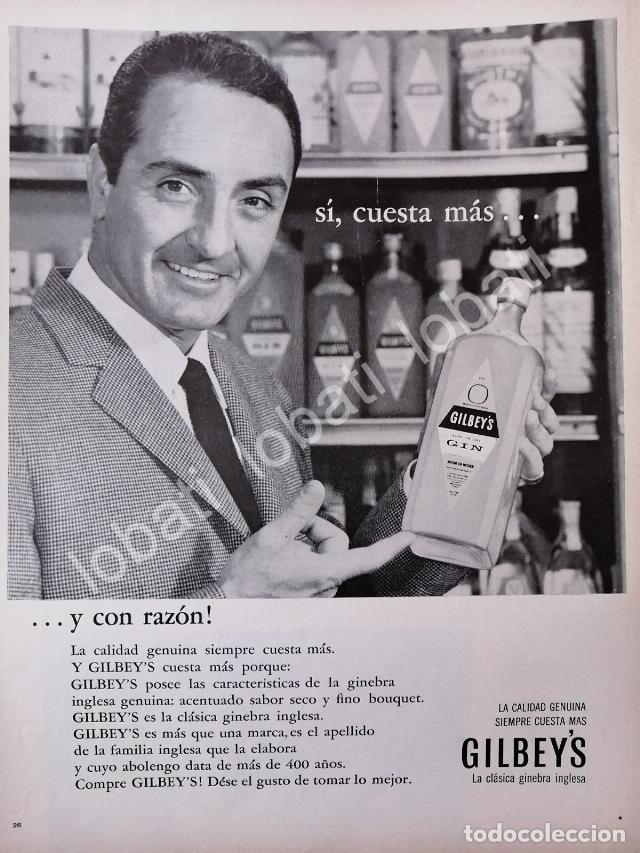 sí, cuesta más...
GILBEY'S
GIN
lobati lobati lobati lobati
...y con razón!
La calidad genuina siempre cuesta más.
Y GILBEY'S cuesta más porque:
GILBEY'S posee las características de la ginebra
inglesa genuina: acentuado sabor seco y fino bouquet.
GILBEY'S es la clásica ginebra inglesa.
GILBEY'S es más que una marca, es el apellido
de la familia inglesa que la elabora
y cuyo abolengo data de más de 400 años.
Compre GILBEY'S! Dése el gusto de tomar lo mejor.
LA CALIDAD GENUINA
SIEMPRE CUESTA MAS
GILBEY'S
La clásica ginebra inglesa
26
todocoleccion